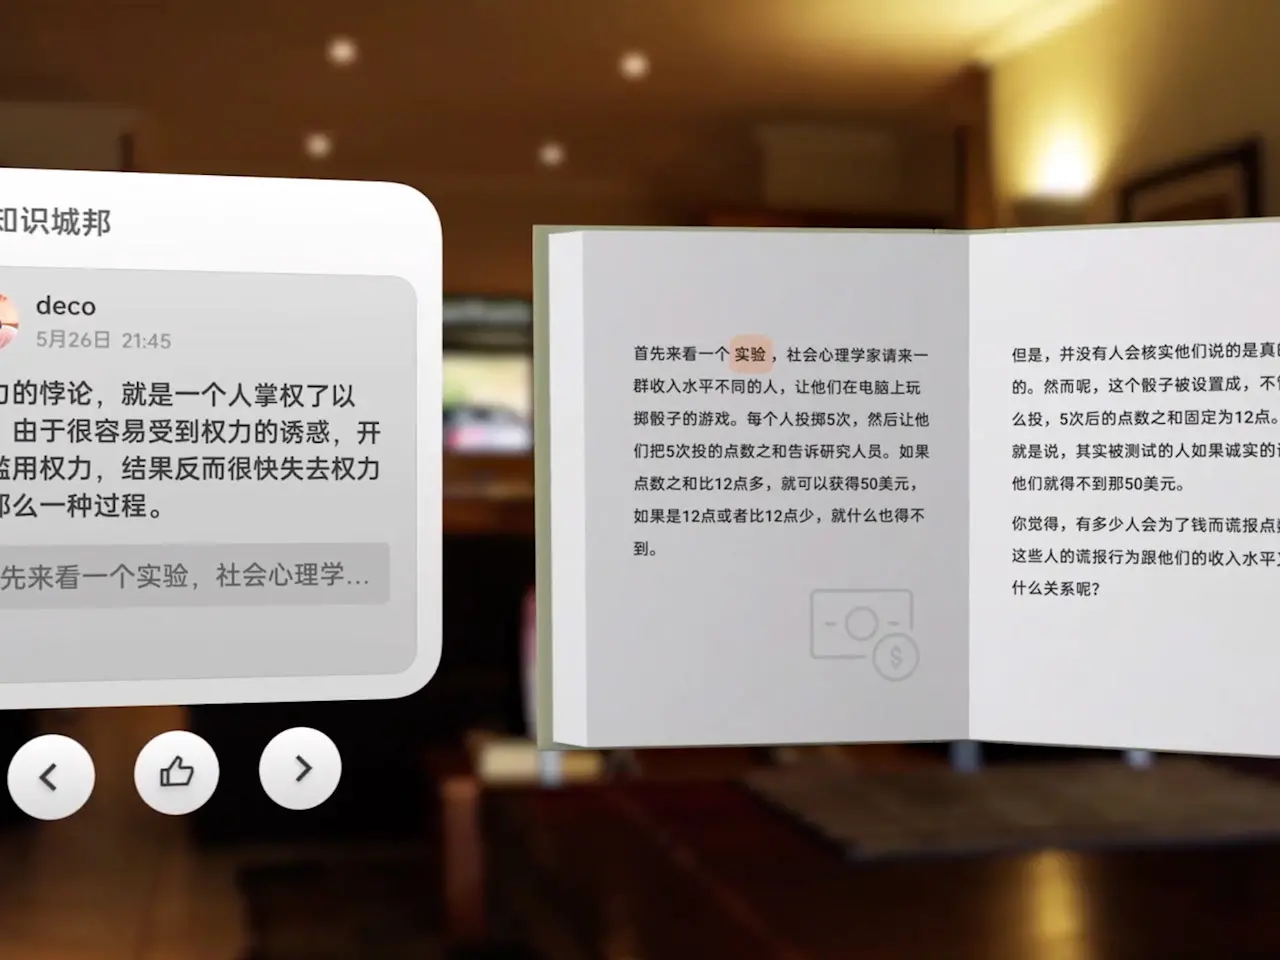 知识城邦
deco
5月26日 21:45
力的悖论，就是一个人掌权了以
由于很容易受到权力的诱惑，开
滥用权力，结果反而很快失去权力
那么一种过程。
先来看一个实验，社会心理学...
首先来看一个实验，社会心理学家请来一
群收入水平不同的人，让他们在电脑上玩
掷骰子的游戏。每个人投掷5次，然后让他
们把5次投的点数之和告诉研究人员。如果
点数之和比12点多，就可以获得50美元，
如果是12点或者比12点少，就什么也得不
到。
但是，并没有人会核实他们说的是真
的。然而呢，这个骰子被设置成，不
么投，5次后的点数之和固定为12点。
就是说，其实被测试的人如果诚实的
他们就得不到那50美元。
你觉得，有多少人会为了钱而谎报点
这些人的谎报行为跟他们的收入水平
什么关系呢？